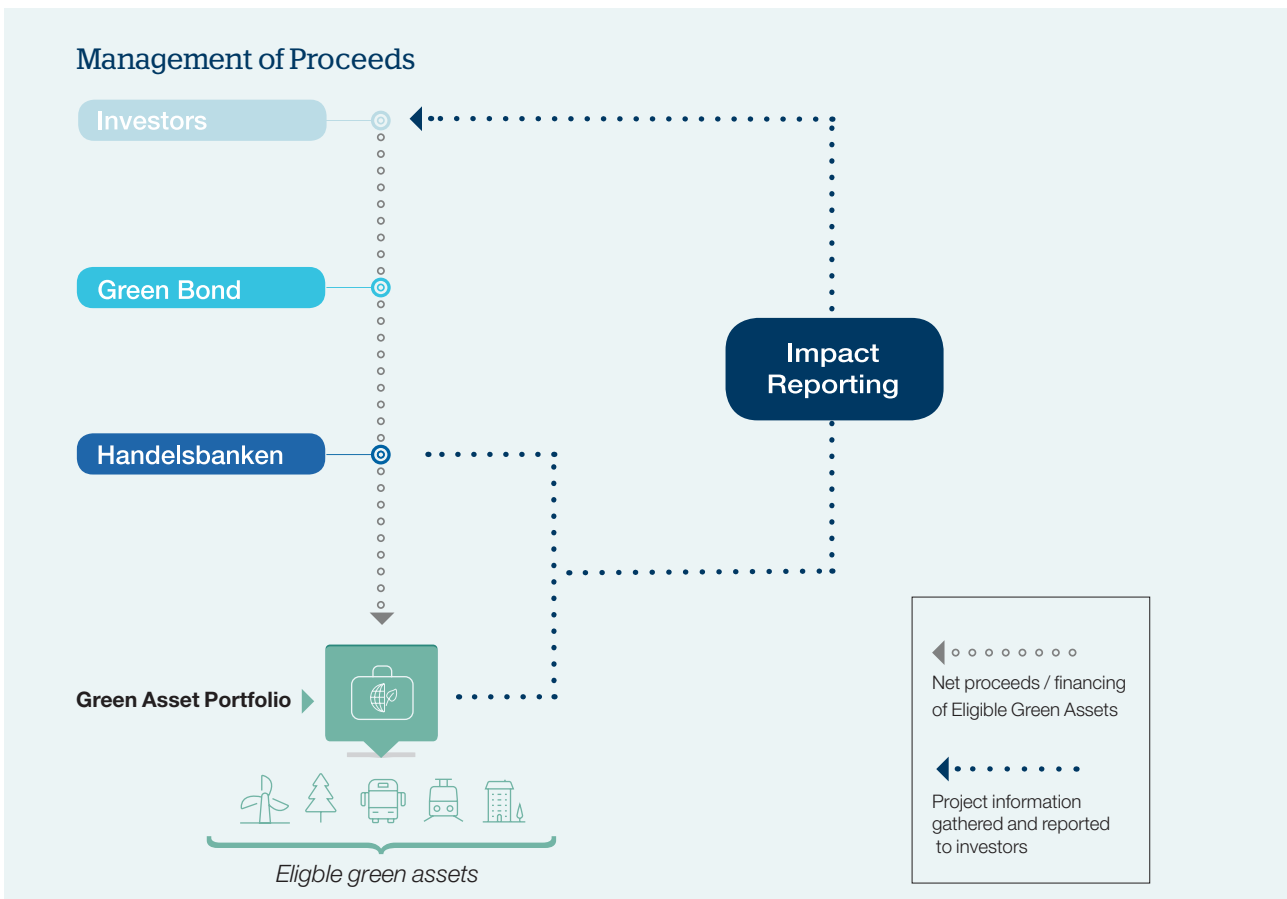 Management of Proceeds
Investors
Green Bond
Handelsbanken
Impact
Reporting
Green Asset Portfolio
Eligble green assets
Net proceeds / financing
of Eligible Green Assets
Project information
gathered and reported
to investors